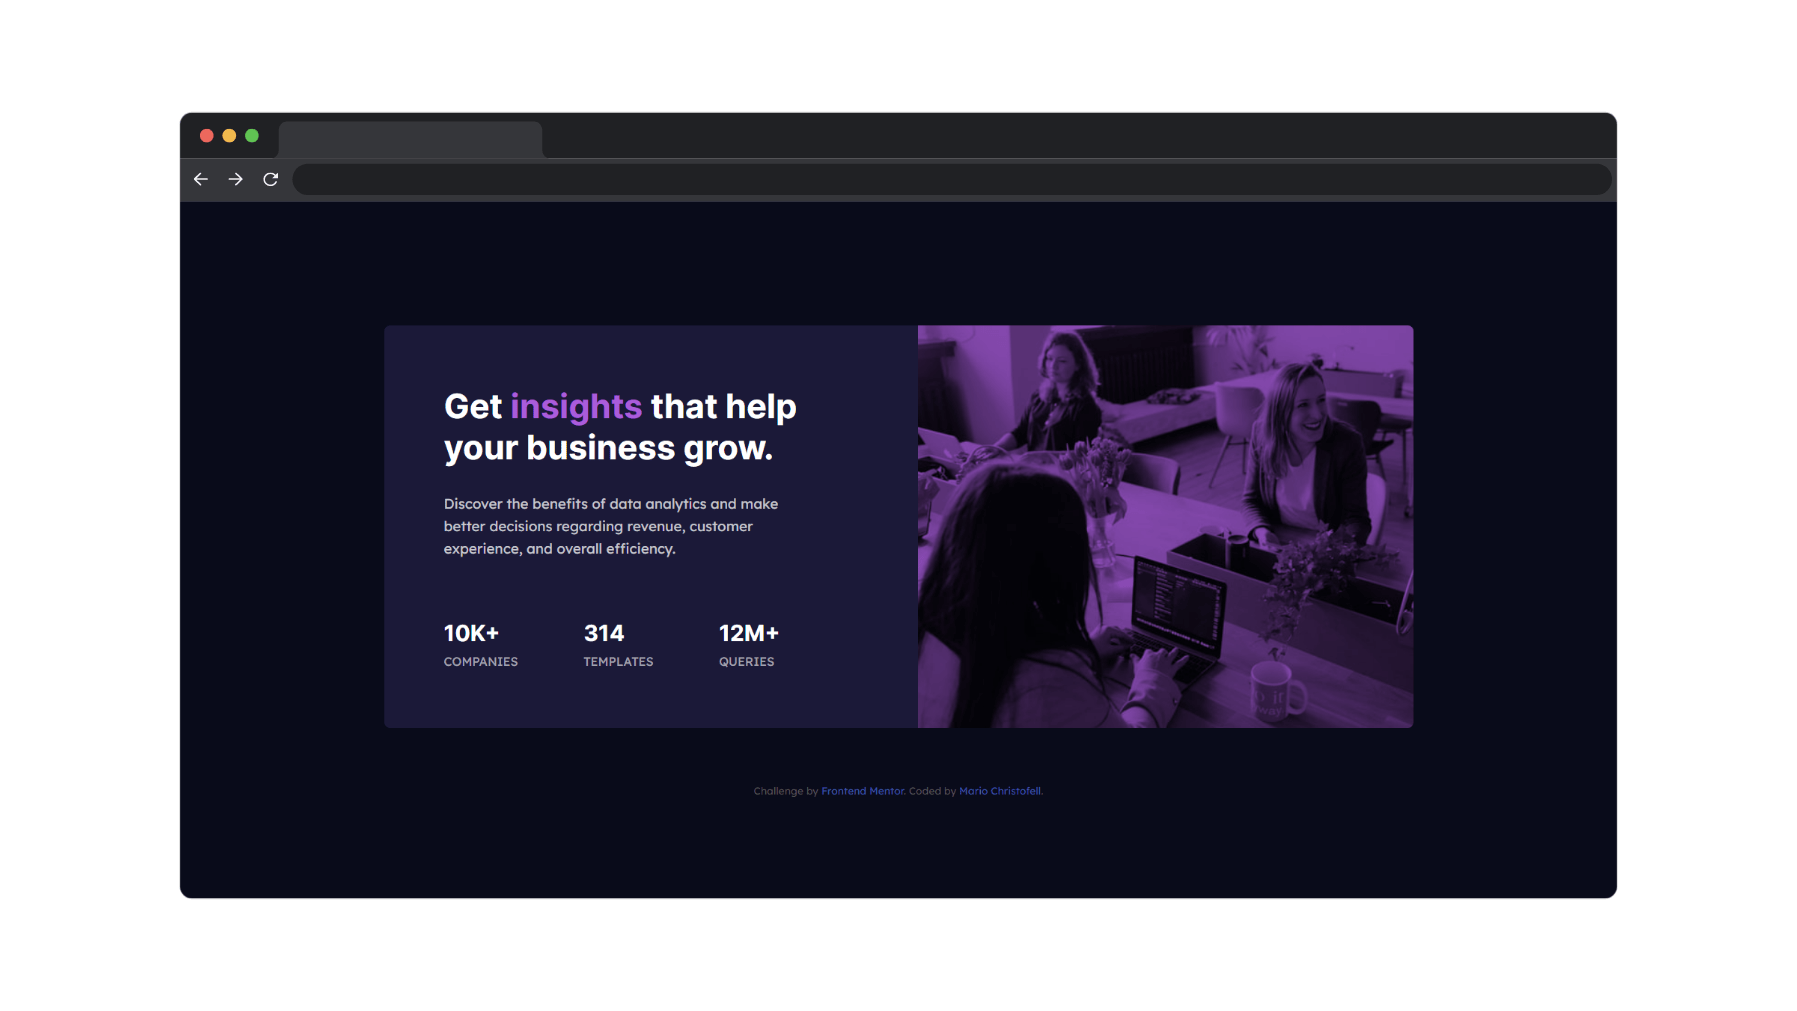 Get insights that help
your business grow.
Discover the benefits of data analytics and make
better decisions regarding revenue, customer
experience, and overall efficiency.
10K+ 314 12M+
COMPANIES TEMPLATES QUERIES
it
way
Challenge by Frontend Mentor. Coded by Mario Christofell.